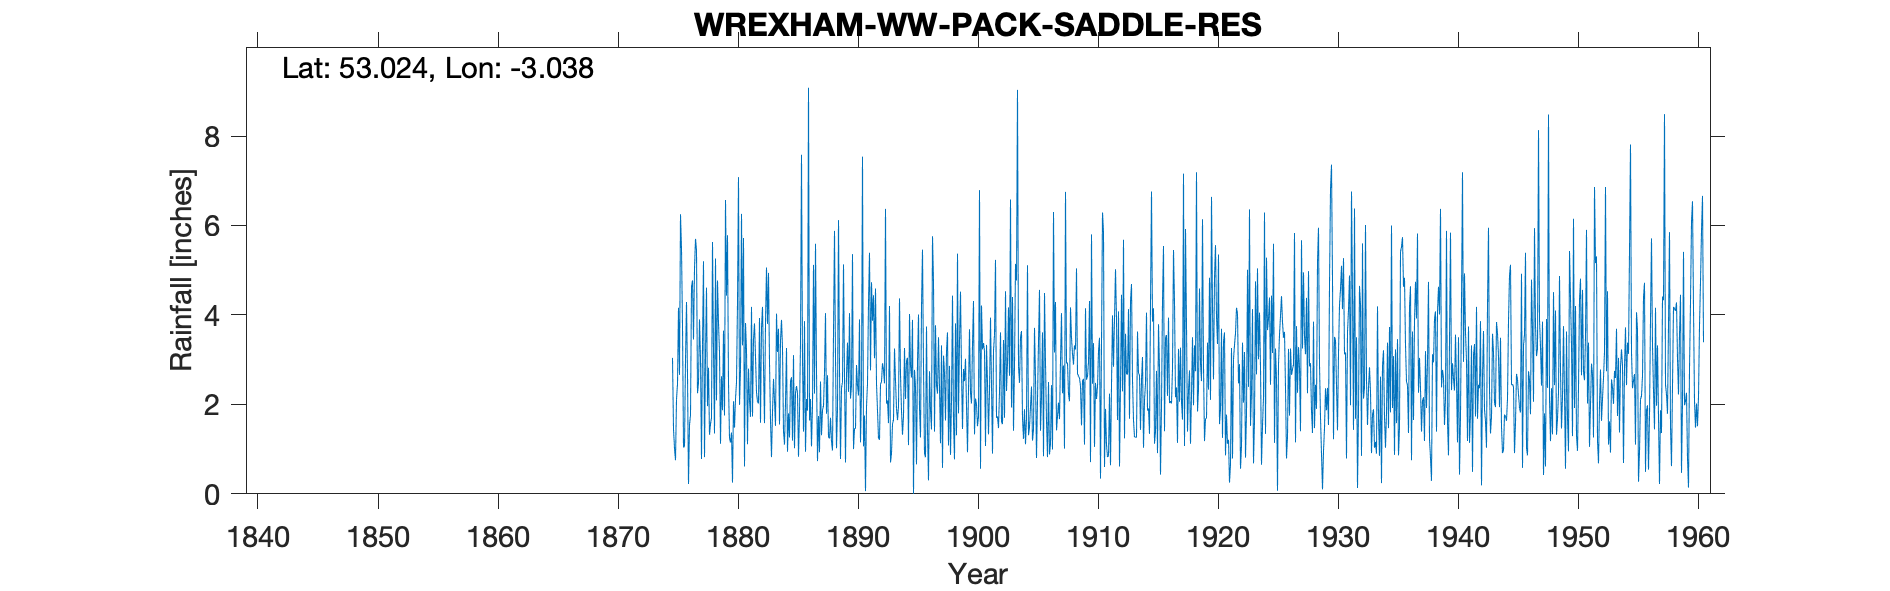 WREXHAM-WW-PACK-SADDLE-RES
Lat: 53.024, Lon: -3.038
8
6
4
2
0
Rainfall [inches]
1840 1850 1860 1870 1880 1890 1900 1910 1920 1930 1940 1950 1960
Year